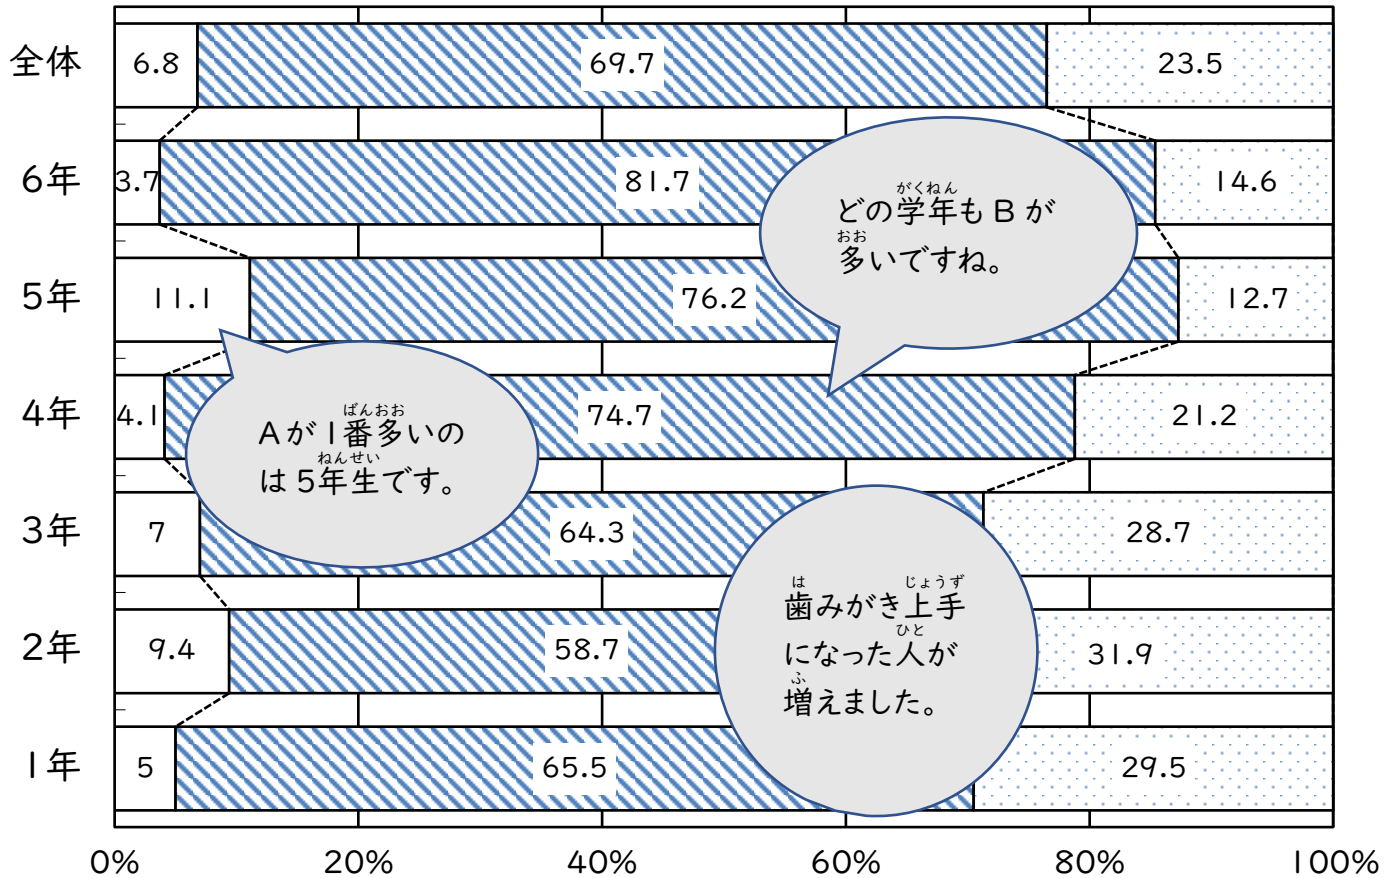 全体 6.8 69.7 23.5
6年 3.7 81.7 14.6
がくねん
どの学年も B が
おお
多いですね。
5年 11.1 76.2 12.7
4年 4.1 74.7 21.2
ばんおお
A が 1番多いの
ねんせい
は 5年生です。
3年 7 64.3 28.7
は じょうず
歯みがき上手
ひと
になった人が
ふ
増えました。
2年 9.4 58.7 31.9
1年 5 65.5 29.5
0% 20% 40% 60% 80% 100%